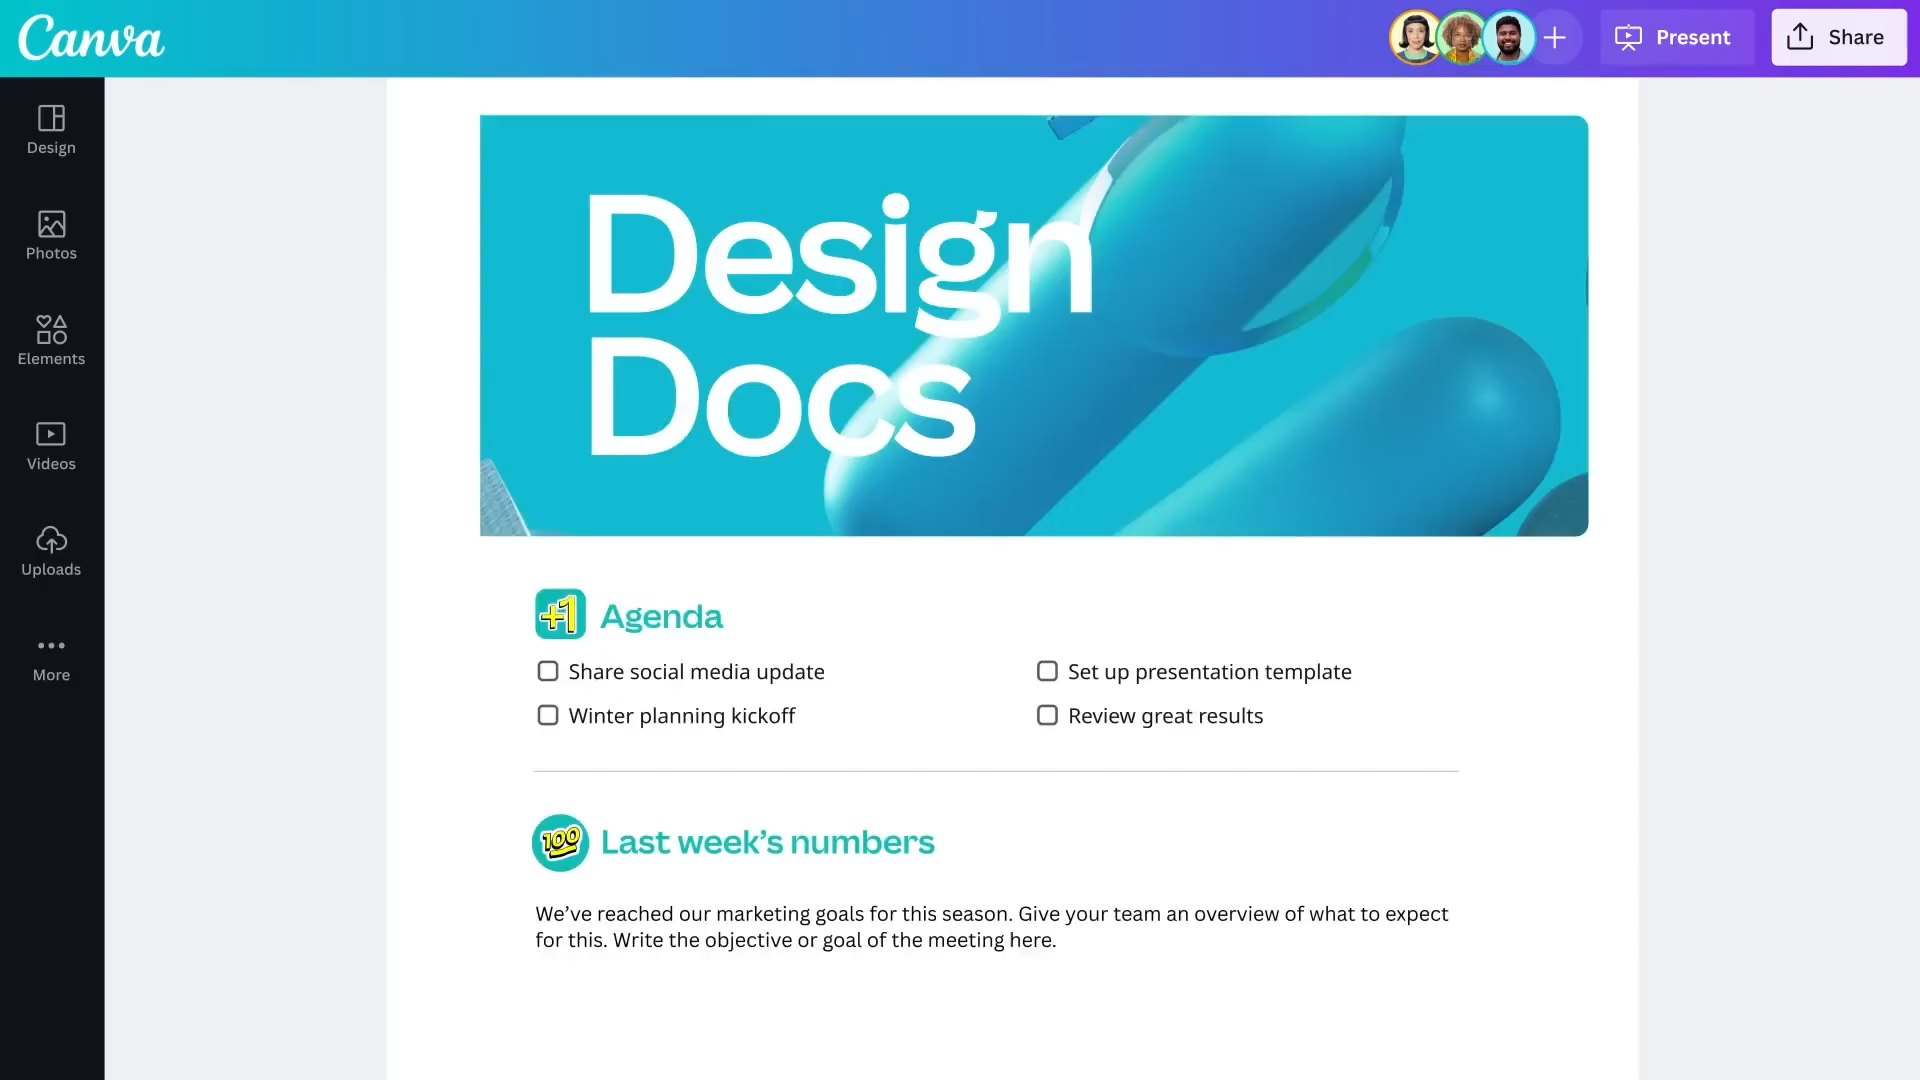 Canva
Present
Share
Design
Photos
Elements
Videos
Uploads
More
Design
Docs
+1 Agenda
Share social media update
Set up presentation template
Winter planning kickoff
Review great results
100 Last week’s numbers
We’ve reached our marketing goals for this season. Give your team an overview of what to expect
for this. Write the objective or goal of the meeting here.